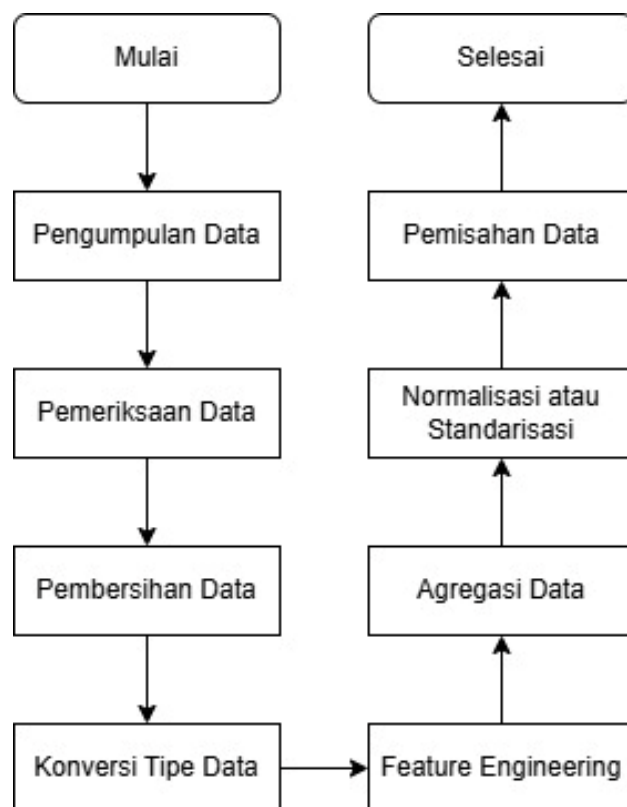 Mulai
Pengumpulan Data
Pemeriksaan Data
Pembersihan Data
Konversi Tipe Data
Feature Engineering
Agregasi Data
Normalisasi atau
Standarisasi
Pemisahan Data
Selesai